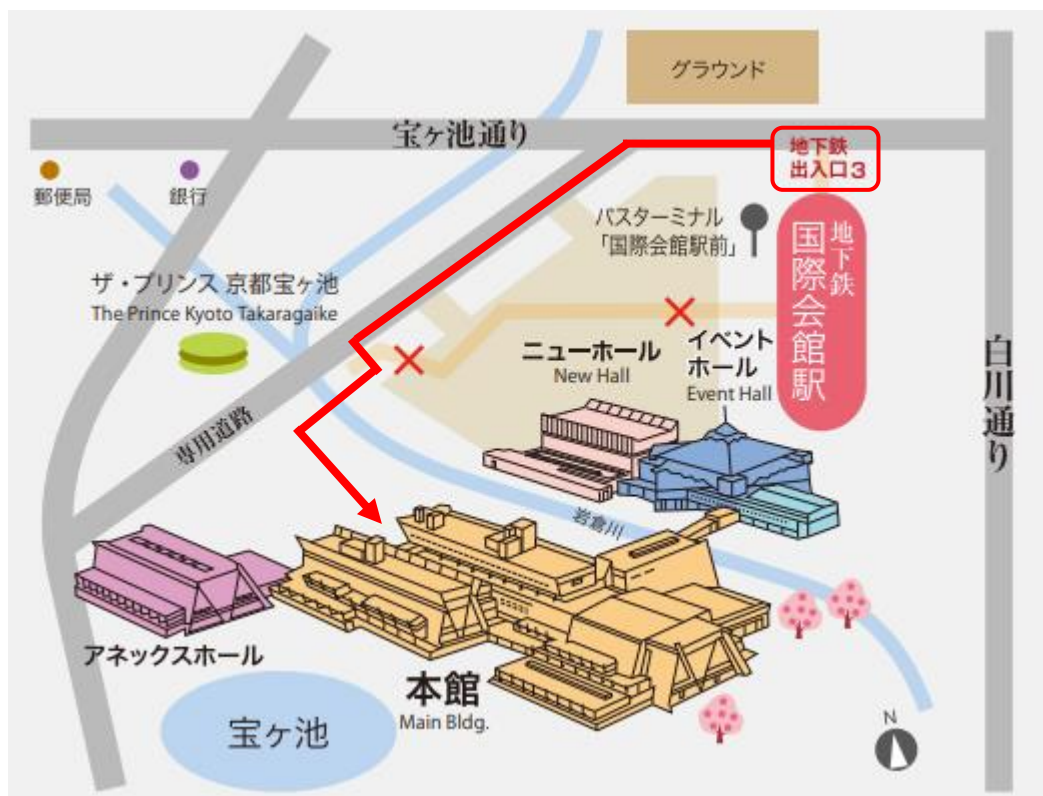 グラウンド
宝ヶ池通り
地下鉄
出入口3
郵便局
銀行
バスターミナル
「国際会館駅前」
地下鉄
国際会館駅
ザ・プリンス 京都宝ヶ池
The Prince Kyoto Takaragaike
ニューホール
New Hall
イベント
ホール
Event Hall
白川通り
専用道路
岩倉川
アネックスホール
本館
Main Bldg.
宝ヶ池
N